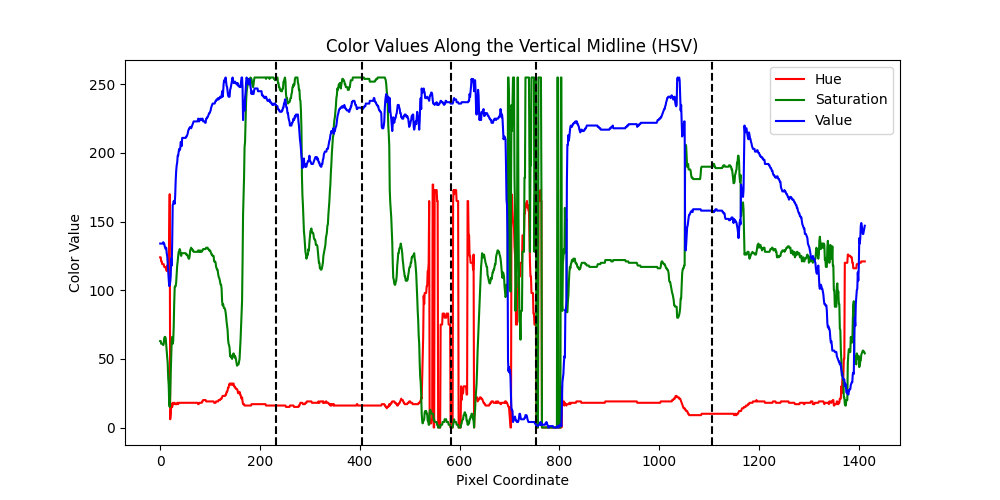 Color Values Along the Vertical Midline (HSV)
Hue
Saturation
Value
Color Value
250
200
150
100
50
0
0 200 400 600 800 1000 1200 1400
Pixel Coordinate